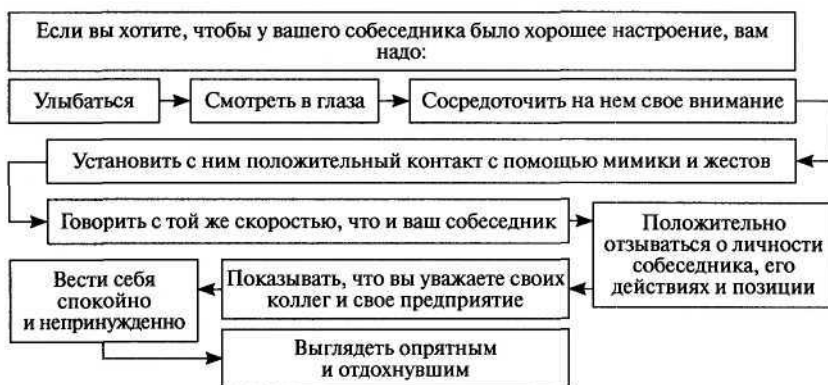 Если вы хотите, чтобы у вашего собеседника было хорошее настроение, вам
надо:
Улыбаться
Смотреть в глаза
Сосредоточить на нем свое внимание
Установить с ним положительный контакт с помощью мимики и жестов
Говорить с той же скоростью, что и ваш собеседник
Положительно
отзываться о личности
собеседника, его
действиях и позиции
Показывать, что вы уважаете своих
коллег и свое предприятие
Вести себя
спокойно
и непринужденно
Выглядеть опрятным
и отдохнувшим